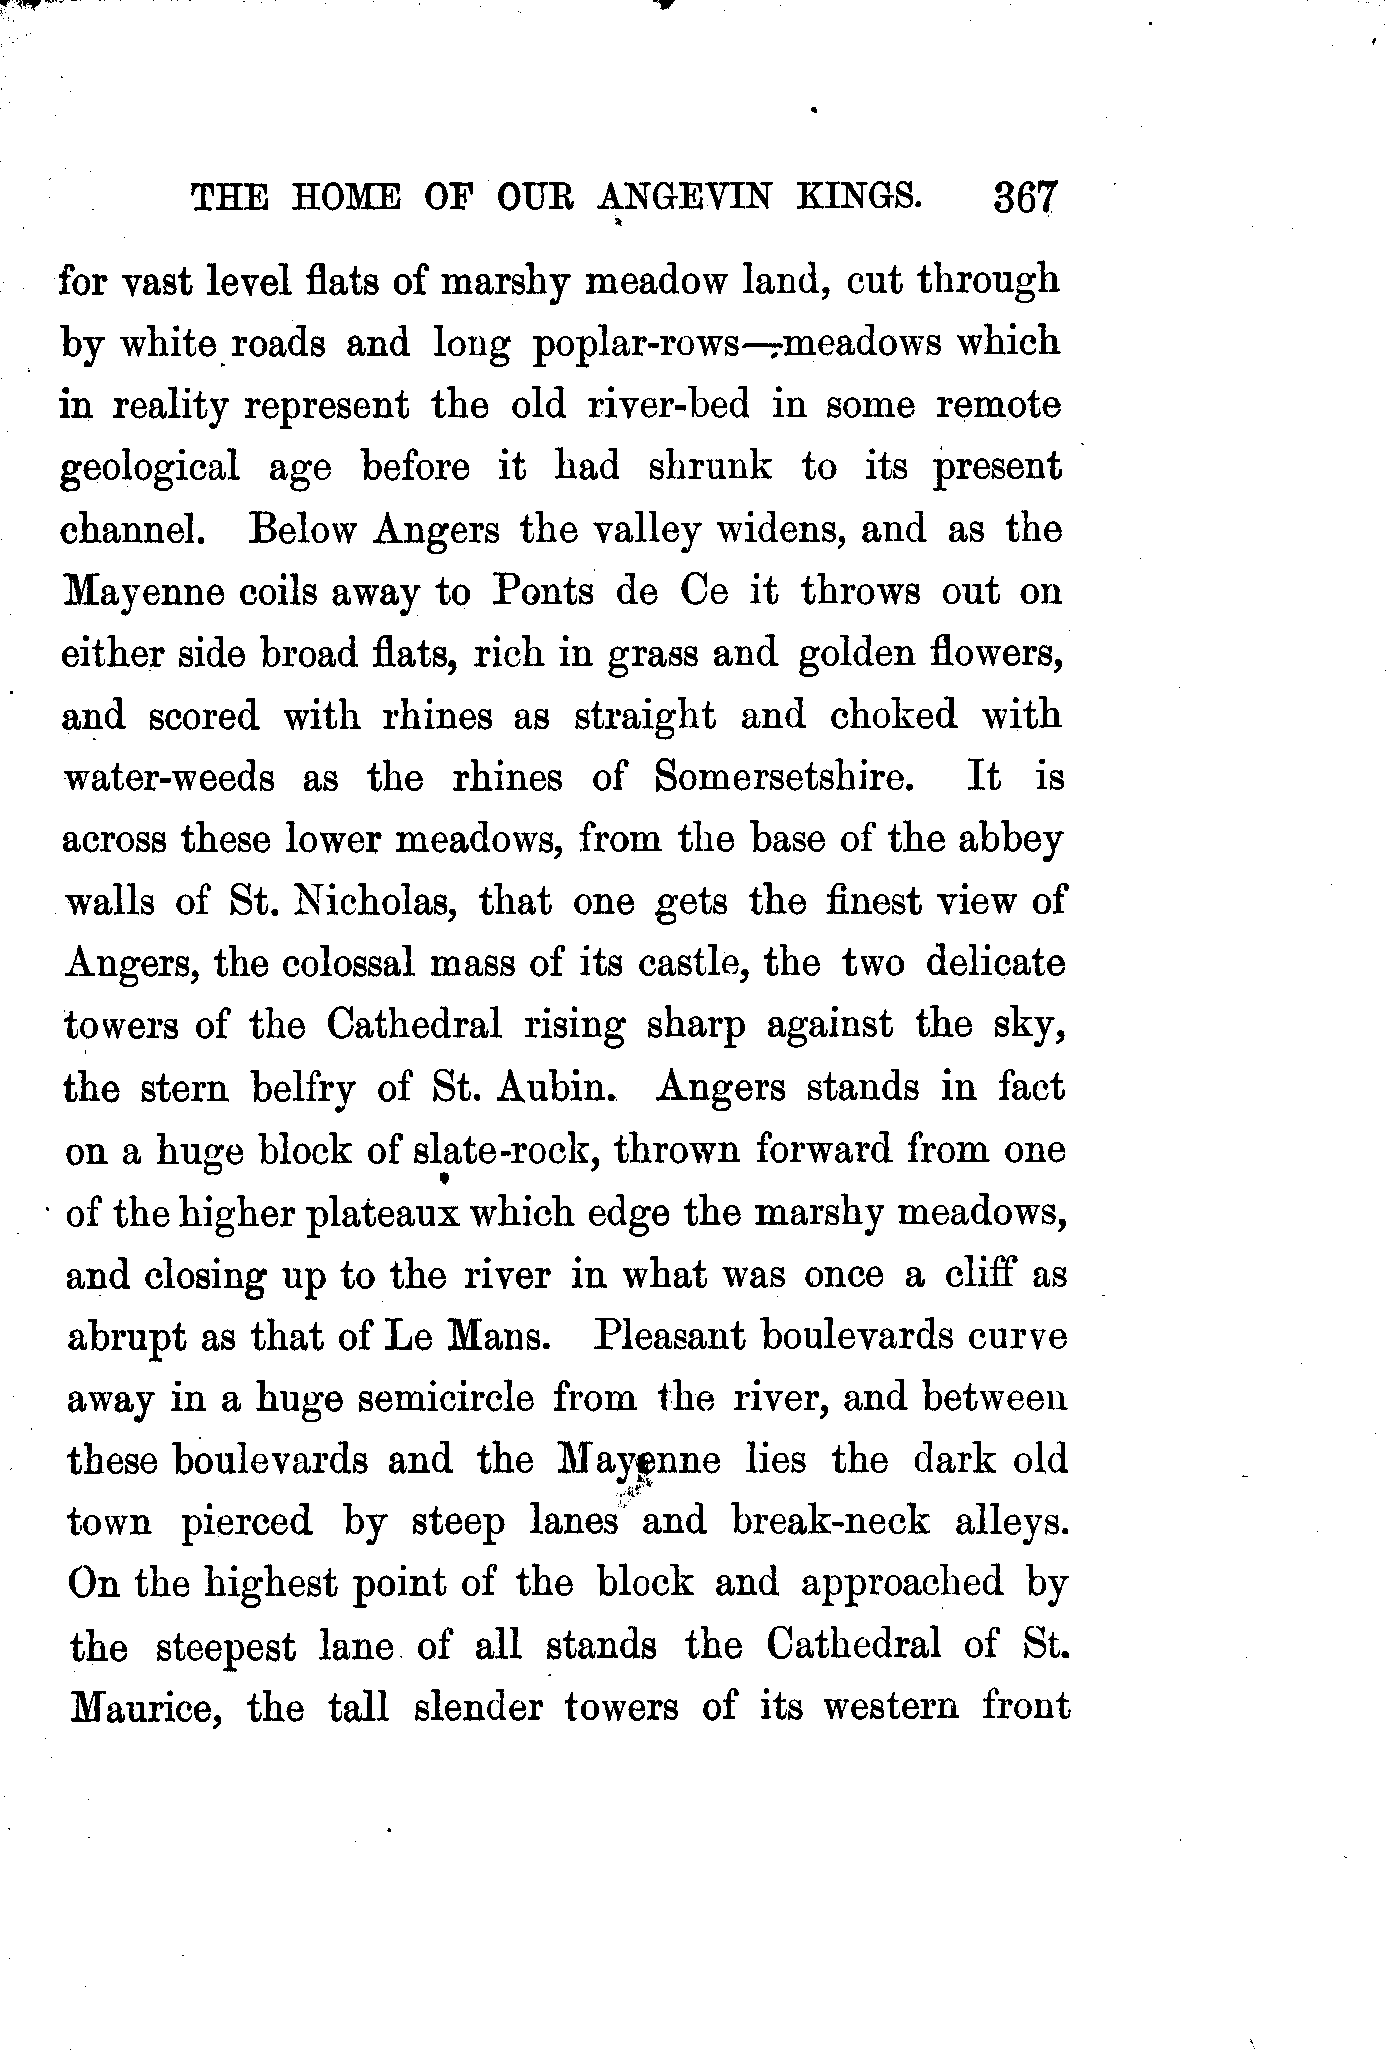 THE HOME OF OUR ANGEVIN KINGS. 367
for vast level flats of marshy meadow land, cut through
by white roads and long poplar-rows—meadows which
in reality represent the old river-bed in some remote
geological age before it had shrunk to its present
channel. Below Angers the valley widens, and as the
Mayenne coils away to Ponts de Ce it throws out on
either side broad flats, rich in grass and golden flowers,
and scored with rhines as straight and choked with
water-weeds as the rhines of Somersetshire. It is
across these lower meadows, from the base of the abbey
walls of St. Nicholas, that one gets the finest view of
Angers, the colossal mass of its castle, the two delicate
towers of the Cathedral rising sharp against the sky,
the stern belfry of St. Aubin. Angers stands in fact
on a huge block of slate-rock, thrown forward from one
of the higher plateaux which edge the marshy meadows,
and closing up to the river in what was once a cliff as
abrupt as that of Le Mans. Pleasant boulevards curve
away in a huge semicircle from the river, and between
these boulevards and the Mayenne lies the dark old
town pierced by steep lanes and break-neck alleys.
On the highest point of the block and approached by
the steepest lane of all stands the Cathedral of St.
Maurice, the tall slender towers of its western front